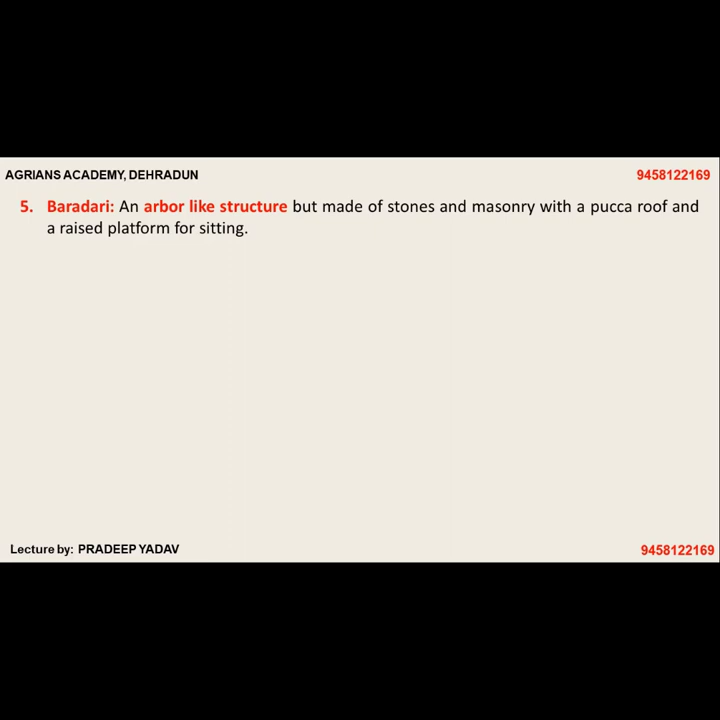 AGRIANS ACADEMY, DEHRADUN 9458122169
5. Baradari: An arbor like structure but made of stones and masonry with a pucca roof and
a raised platform for sitting.
Lecture by: PRADEEP YADAV 9458122169